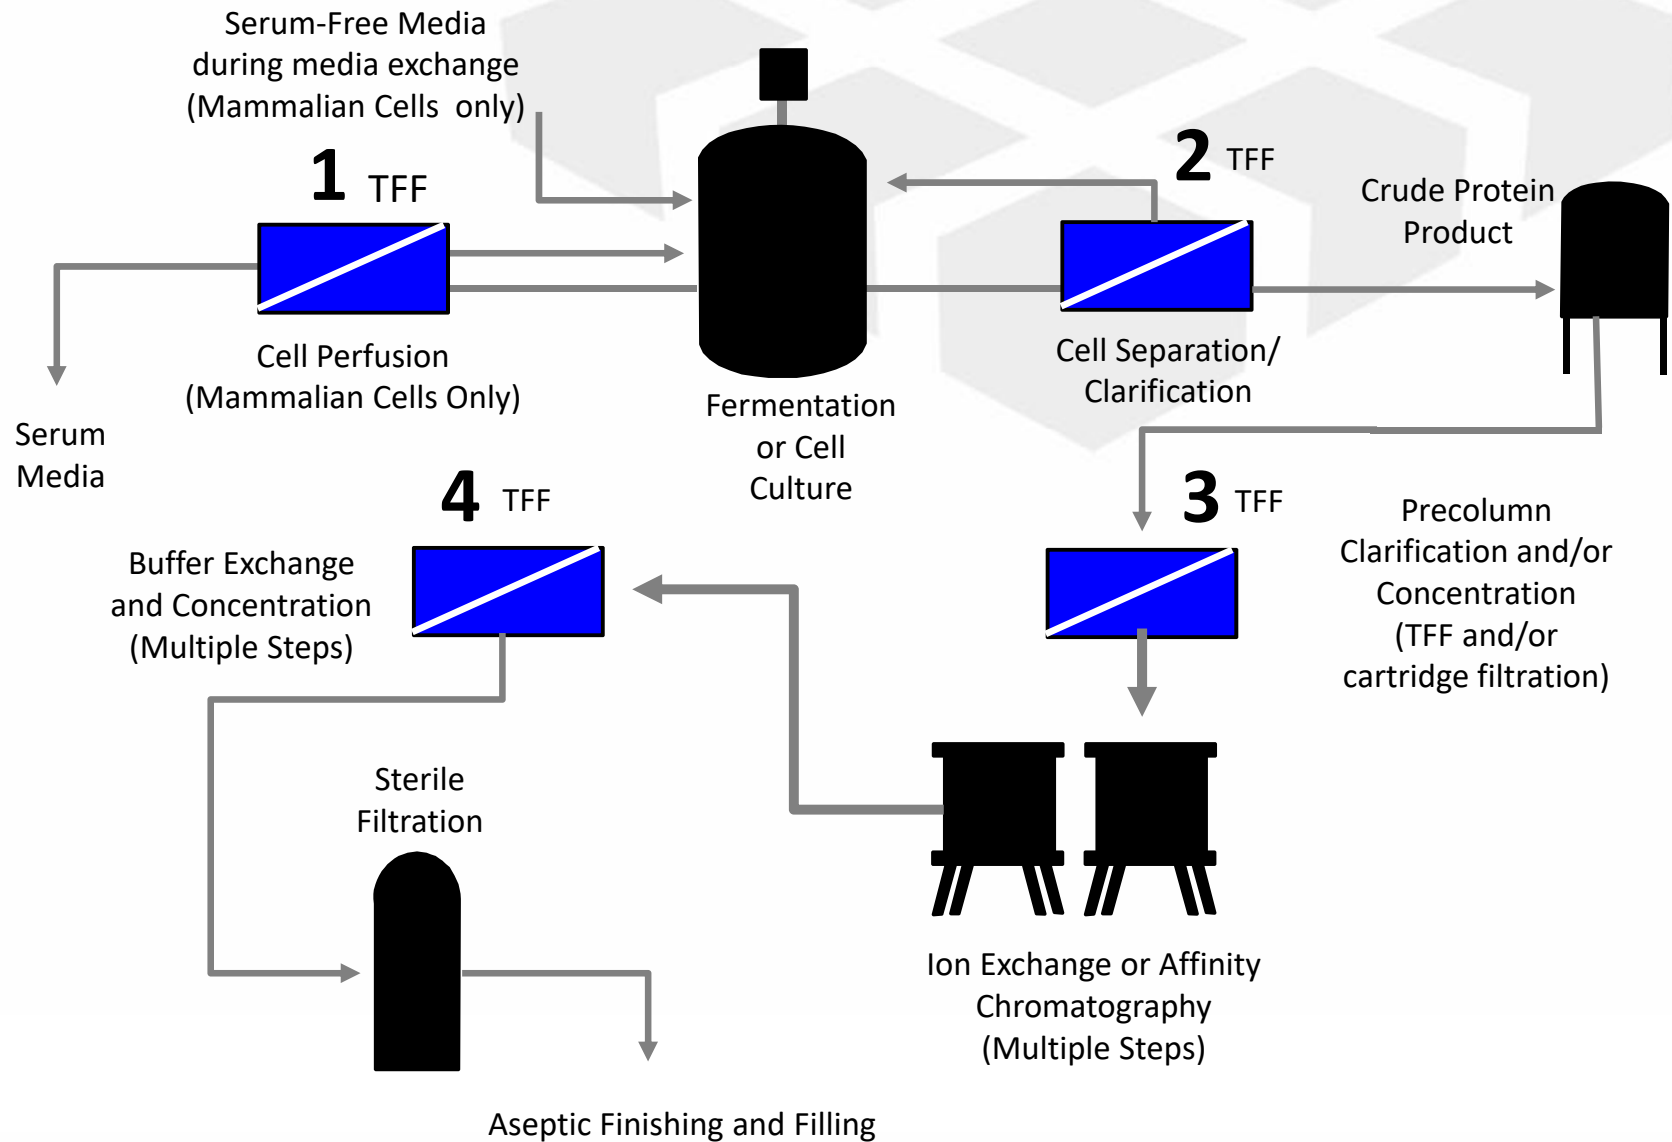 Serum-Free Media
during media exchange
(Mammalian Cells only)
1 TFF
2 TFF
Crude Protein
Product
Cell Perfusion
(Mammalian Cells Only)
Cell Separation/
Clarification
Fermentation
or Cell
Culture
Serum
Media
4 TFF
3 TFF
Buffer Exchange
and Concentration
(Multiple Steps)
Precolumn
Clarification and/or
Concentration
(TFF and/or
cartridge filtration)
Sterile
Filtration
Ion Exchange or Affinity
Chromatography
(Multiple Steps)
Aseptic Finishing and Filling